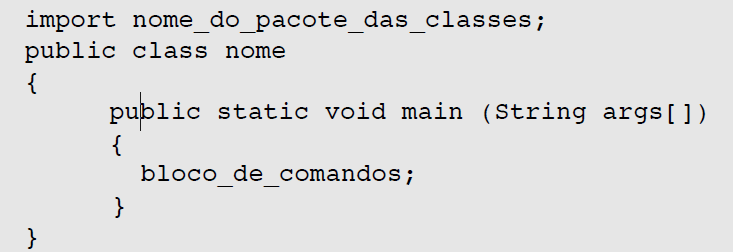 import nome_do_pacote_das_classes;
public class nome
{
public static void main (String args[])
{
bloco_de_comandos;
}
}